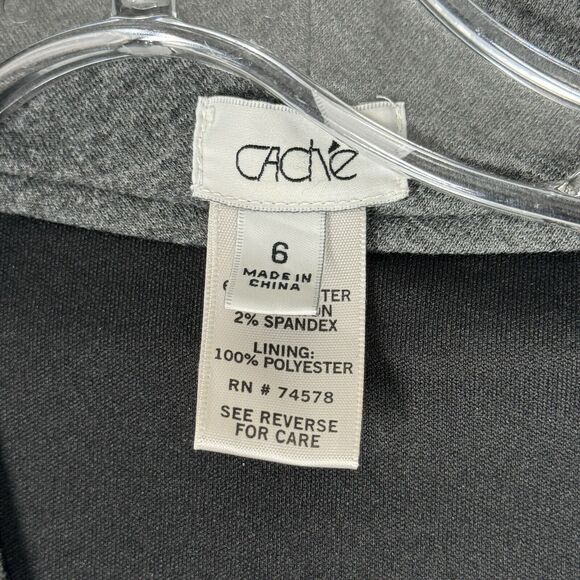 CAChé
6
MADE IN
CHINA
2% SPANDEX
LINING:
100% POLYESTER
RN # 74578
SEE REVERSE
FOR CARE